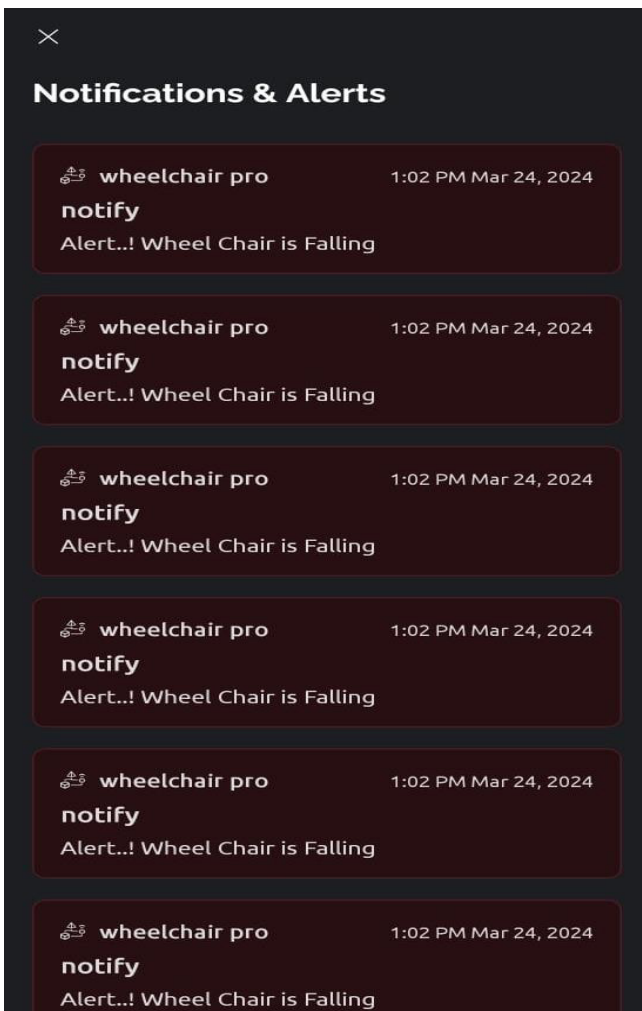 Notifications & Alerts
wheelchair pro 1:02 PM Mar 24, 2024
notify
Alert..! Wheel Chair is Falling
wheelchair pro 1:02 PM Mar 24, 2024
notify
Alert..! Wheel Chair is Falling
wheelchair pro 1:02 PM Mar 24, 2024
notify
Alert..! Wheel Chair is Falling
wheelchair pro 1:02 PM Mar 24, 2024
notify
Alert..! Wheel Chair is Falling
wheelchair pro 1:02 PM Mar 24, 2024
notify
Alert..! Wheel Chair is Falling
wheelchair pro 1:02 PM Mar 24, 2024
notify
Alert..! Wheel Chair is Falling